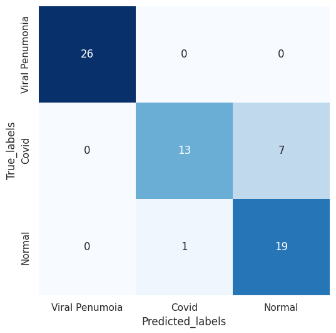 Viral Penumonia
26 0 0
Covid
0 13 7
Normal
0 1 19
True_labels
Viral Penumoia Covid Normal
Predicted_labels